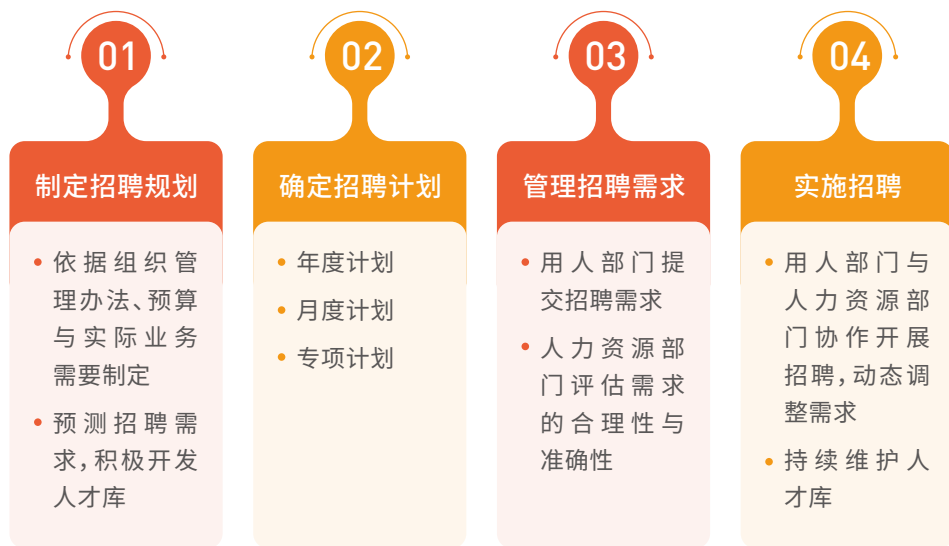 01
制定招聘规划
依据组织管
理办法、预算
与实际业务
需要制定
预测招聘需
求,积极开发
人才库
02
确定招聘计划
年度计划
月度计划
专项计划
03
管理招聘需求
用人部门提
交招聘需求
人力资源部
门评估需求
的合理性与
准确性
04
实施招聘
用人部门与
人力资源部
门协作开展
招聘,动态调
整需求
持续维护人
才库